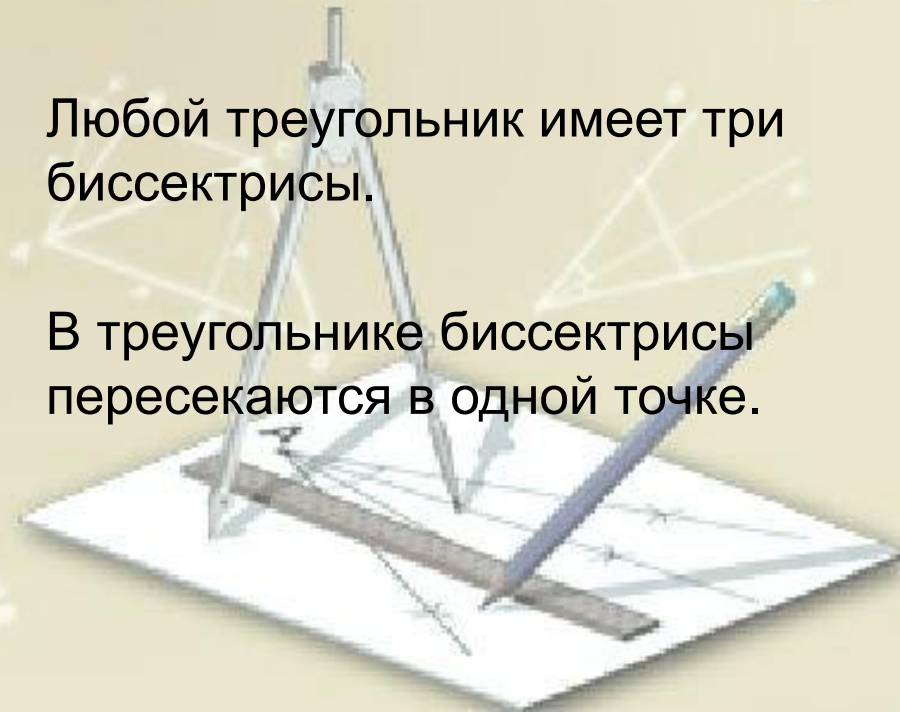 Любой треугольник имеет три
биссектрисы.
В треугольнике биссектрисы
пересекаются в одной точке.